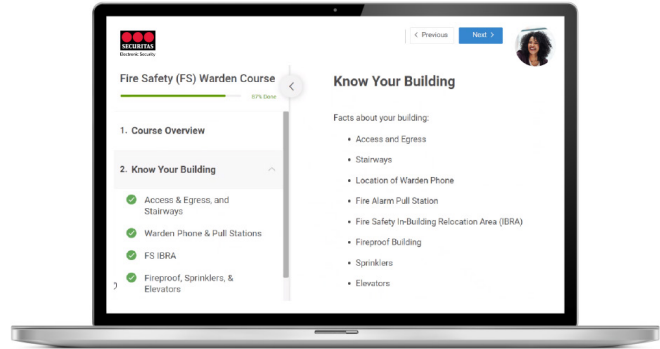 SECURITAS
Electronic Security
Previous
Next
Fire Safety (FS) Warden Course
87% Done
1. Course Overview
2. Know Your Building
Access & Egress, and
Stairways
Warden Phone & Pull Stations
FS IBRA
Fireproof, Sprinklers, &
Elevators
Know Your Building
Facts about your building:
• Access and Egress
• Stairways
• Location of Warden Phone
• Fire Alarm Pull Station
• Fire Safety In-Building Relocation Area (IBRA)
• Fireproof Building
• Sprinklers
• Elevators